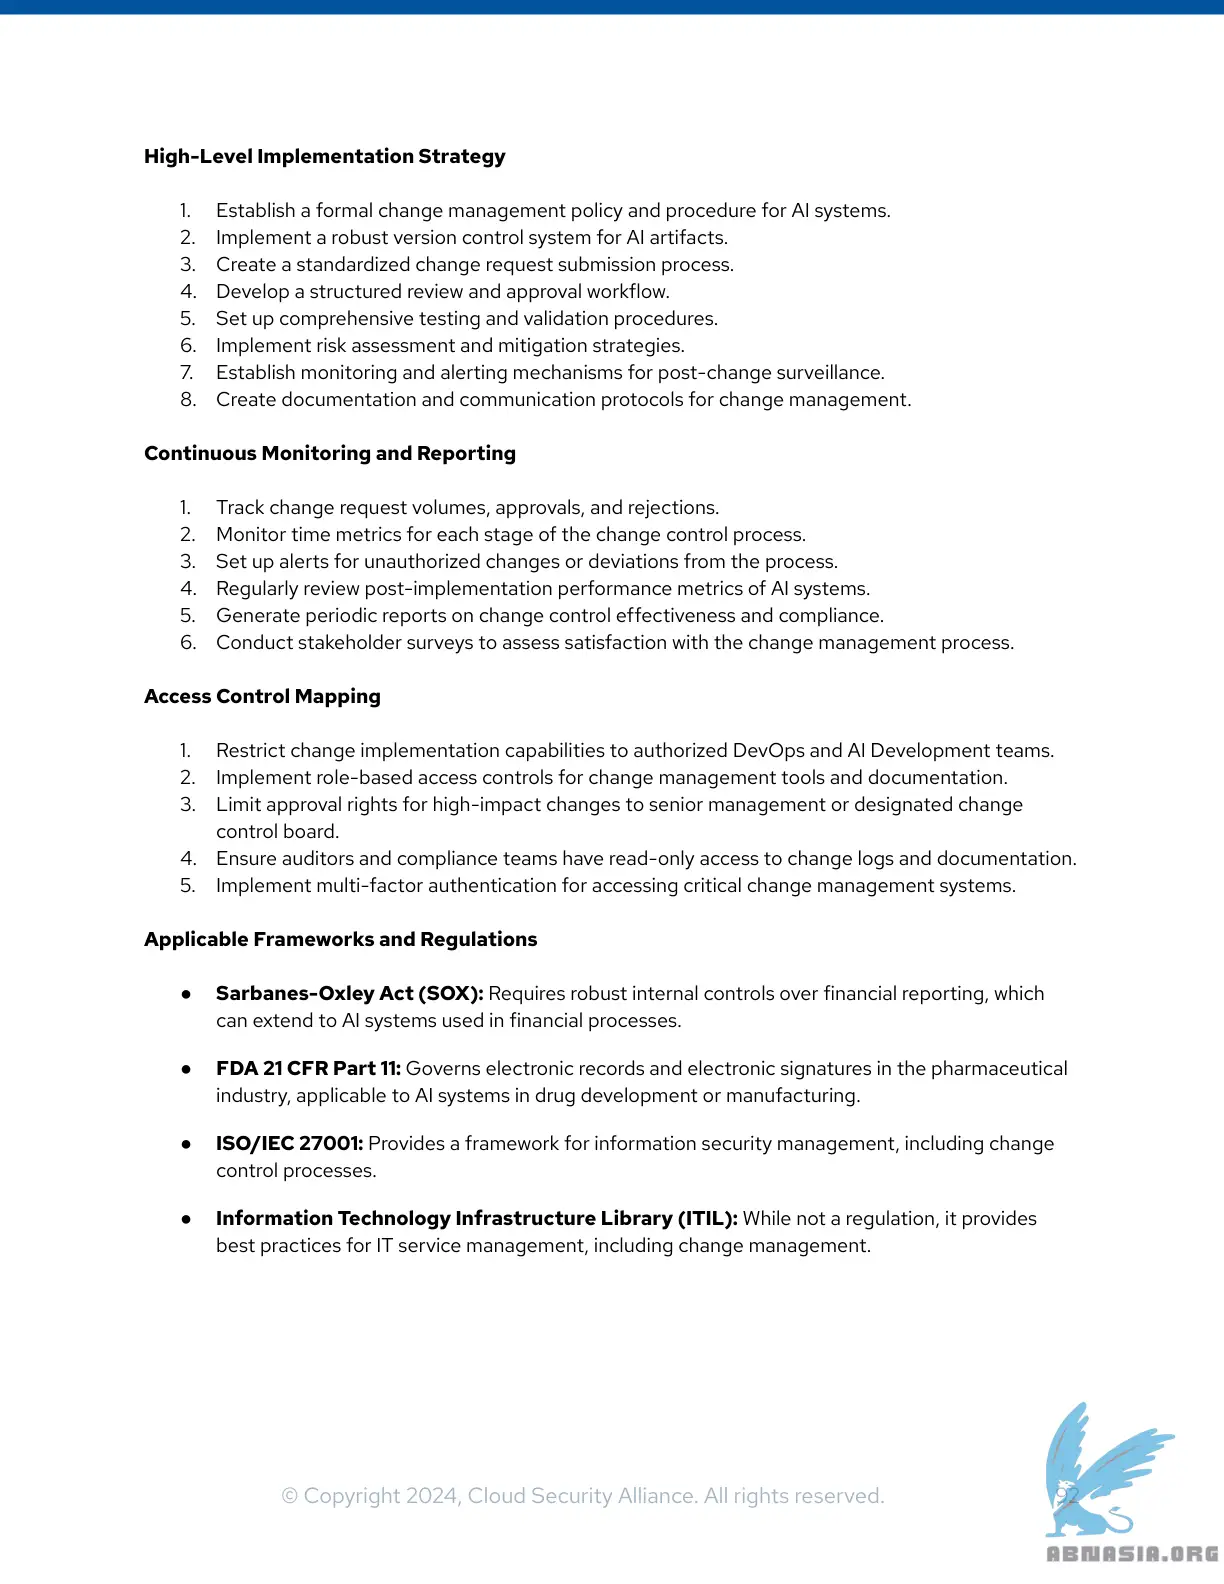 High-Level Implementation Strategy
1. Establish a formal change management policy and procedure for AI systems.
2. Implement a robust version control system for AI artifacts.
3. Create a standardized change request submission process.
4. Develop a structured review and approval workflow.
5. Set up comprehensive testing and validation procedures.
6. Implement risk assessment and mitigation strategies.
7. Establish monitoring and alerting mechanisms for post-change surveillance.
8. Create documentation and communication protocols for change management.
Continuous Monitoring and Reporting
1. Track change request volumes, approvals, and rejections.
2. Monitor time metrics for each stage of the change control process.
3. Set up alerts for unauthorized changes or deviations from the process.
4. Regularly review post-implementation performance metrics of AI systems.
5. Generate periodic reports on change control effectiveness and compliance.
6. Conduct stakeholder surveys to assess satisfaction with the change management process.
Access Control Mapping
1. Restrict change implementation capabilities to authorized DevOps and AI Development teams.
2. Implement role-based access controls for change management tools and documentation.
3. Limit approval rights for high-impact changes to senior management or designated change
control board.
4. Ensure auditors and compliance teams have read-only access to change logs and documentation.
5. Implement multi-factor authentication for accessing critical change management systems.
Applicable Frameworks and Regulations
● Sarbanes-Oxley Act (SOX): Requires robust internal controls over financial reporting, which
can extend to AI systems used in financial processes.
● FDA 21 CFR Part 11: Governs electronic records and electronic signatures in the pharmaceutical
industry, applicable to AI systems in drug development or manufacturing.
● ISO/IEC 27001: Provides a framework for information security management, including change
control processes.
● Information Technology Infrastructure Library (ITIL): While not a regulation, it provides
best practices for IT service management, including change management.
© Copyright 2024, Cloud Security Alliance. All rights reserved.
92
ABNASIA.ORG